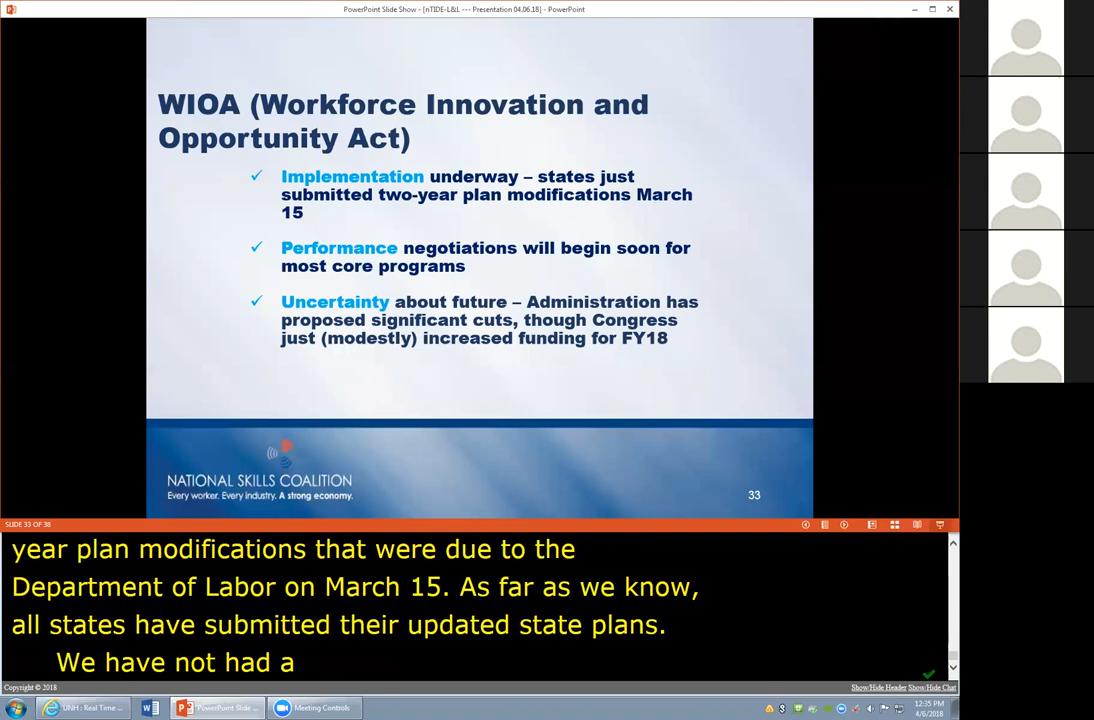 PowerPoint Slide Show - [nTIDE-L&L --- Presentation 04.06.18] - PowerPoint
WIOA (Workforce Innovation and
Opportunity Act)
Implementation underway – states just
submitted two-year plan modifications March
15
Performance negotiations will begin soon for
most core programs
Uncertainty about future – Administration has
proposed significant cuts, though Congress
just (modestly) increased funding for FY18
NATIONAL SKILLS COALITION
Every worker. Every industry. A strong economy.
33
SLIDE 33 OF 38
year plan modifications that were due to the
Department of Labor on March 15. As far as we know,
all states have submitted their updated state plans.
We have not had a
Copyright © 2018
Show/Hide Header Show/Hide Chat
UNH : Real Time ...
PowerPoint Slide ...
Meeting Controls
12:35 PM
4/6/2018